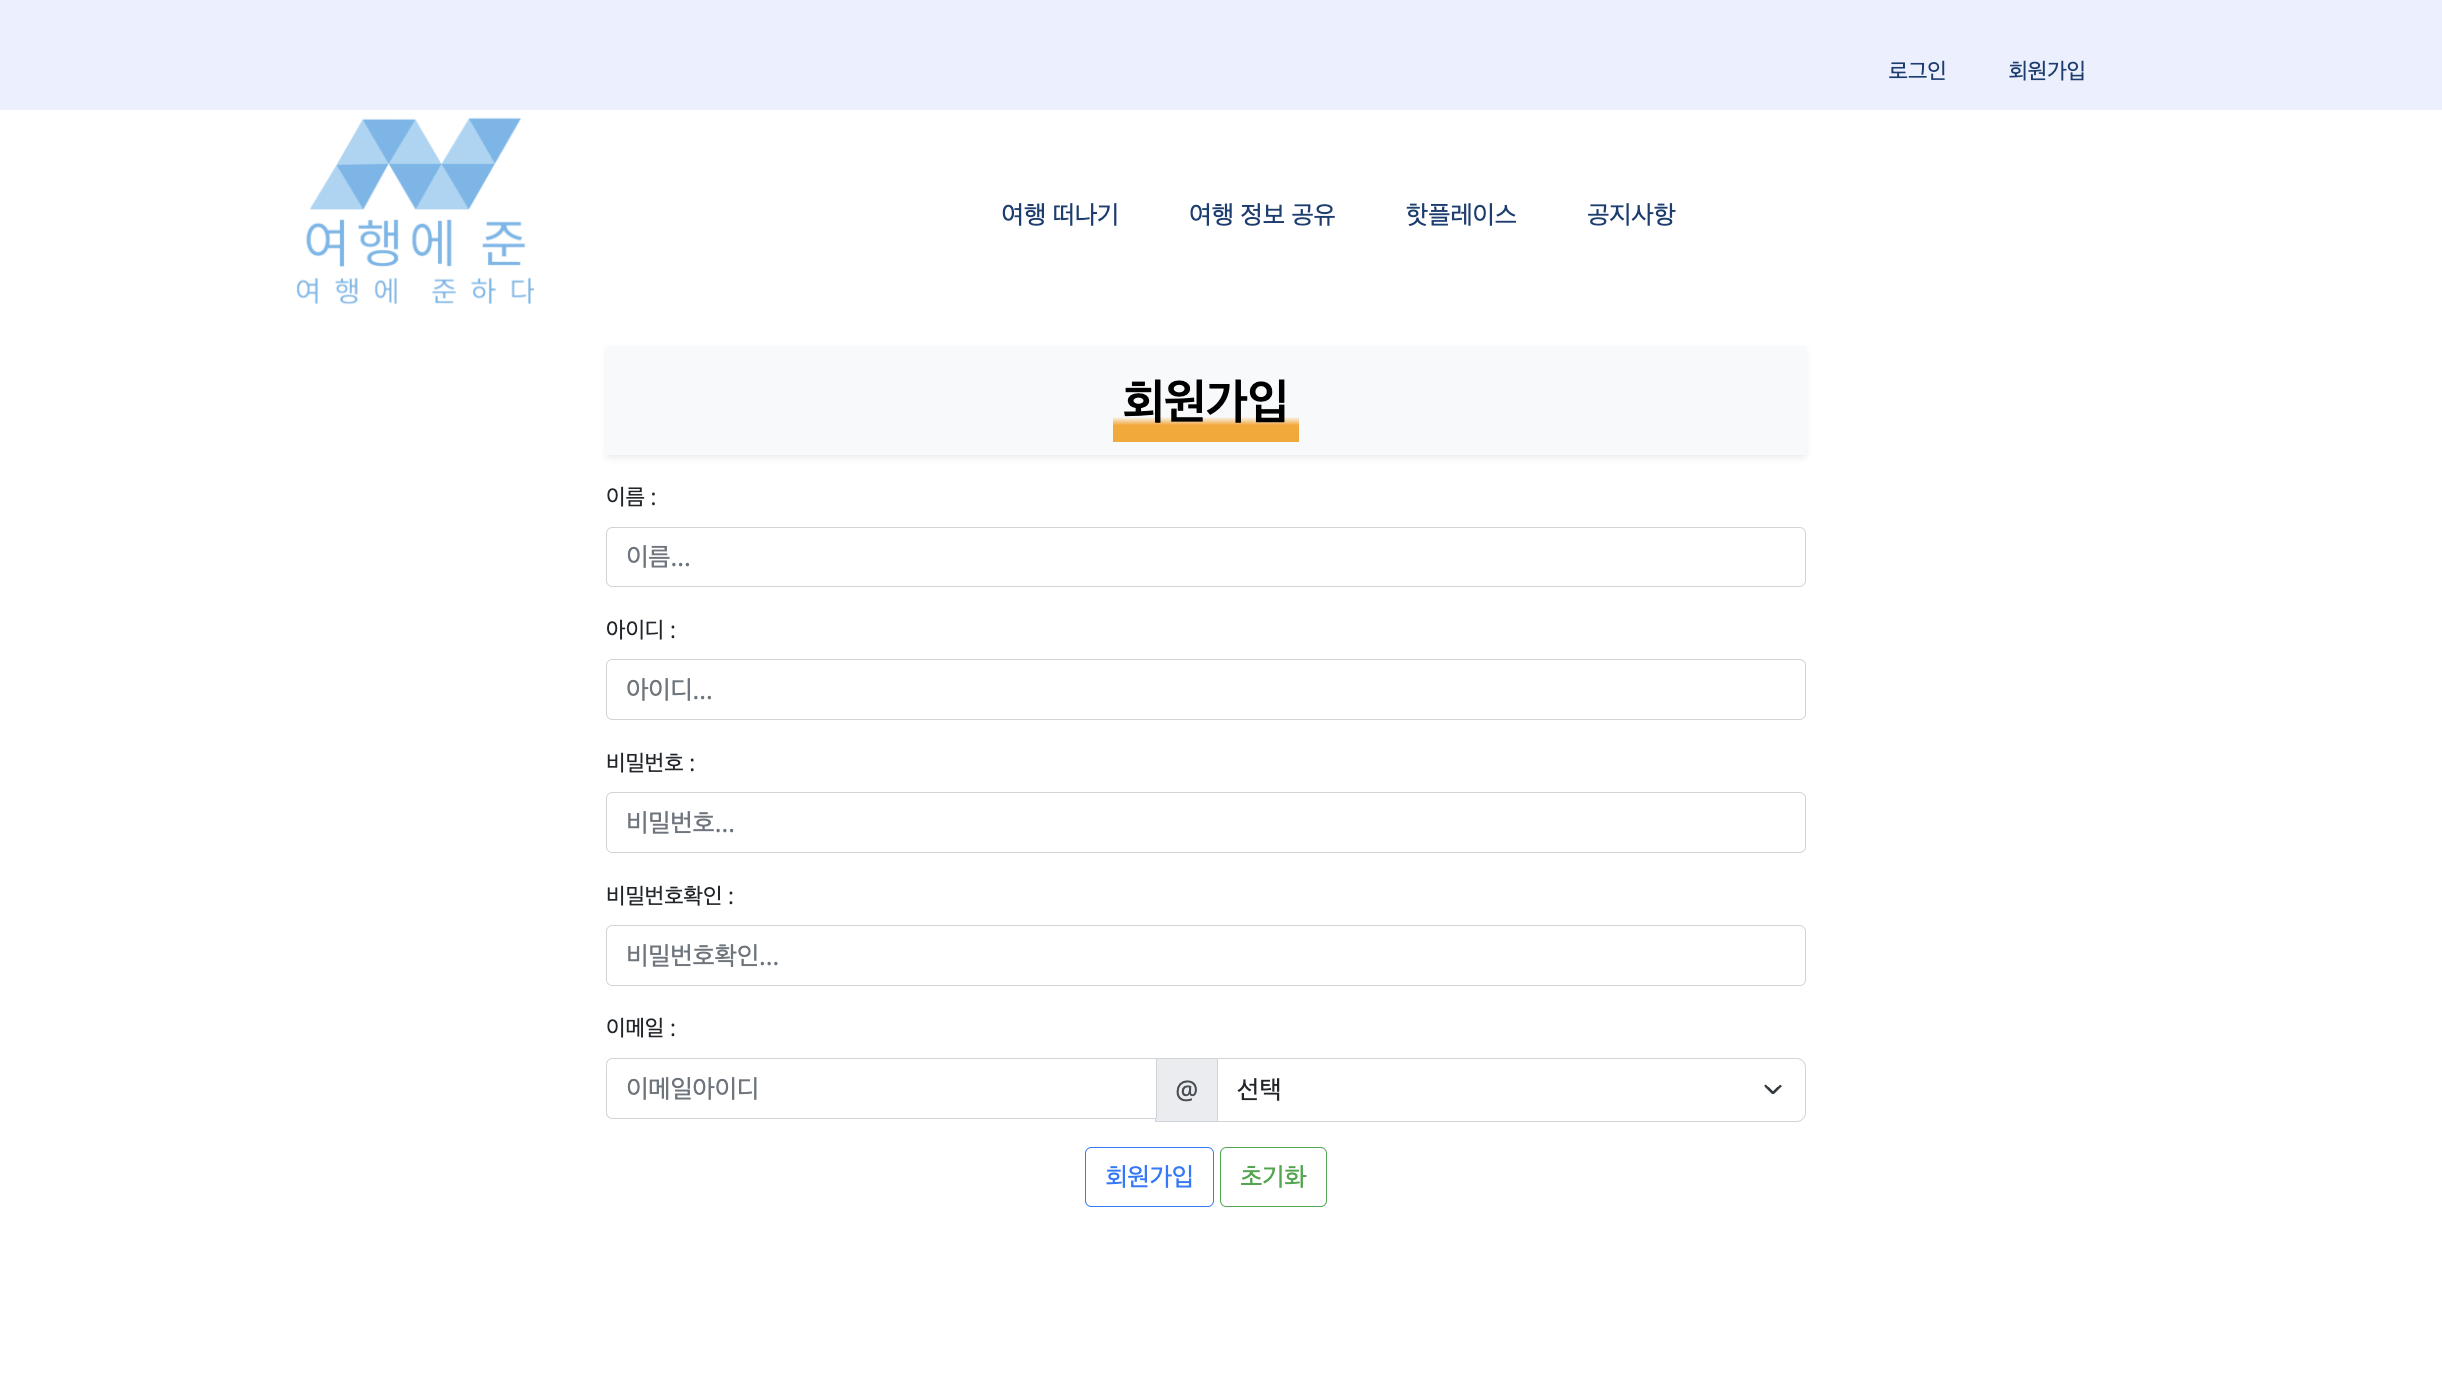 로그인 회원가입
여행에 준
여행에 준하다
여행 떠나기 여행 정보 공유 핫플레이스 공지사항
회원가입
이름 :
이름...
아이디 :
아이디...
비밀번호 :
비밀번호...
비밀번호확인 :
비밀번호확인...
이메일 :
이메일아이디 @ 선택
회원가입 초기화